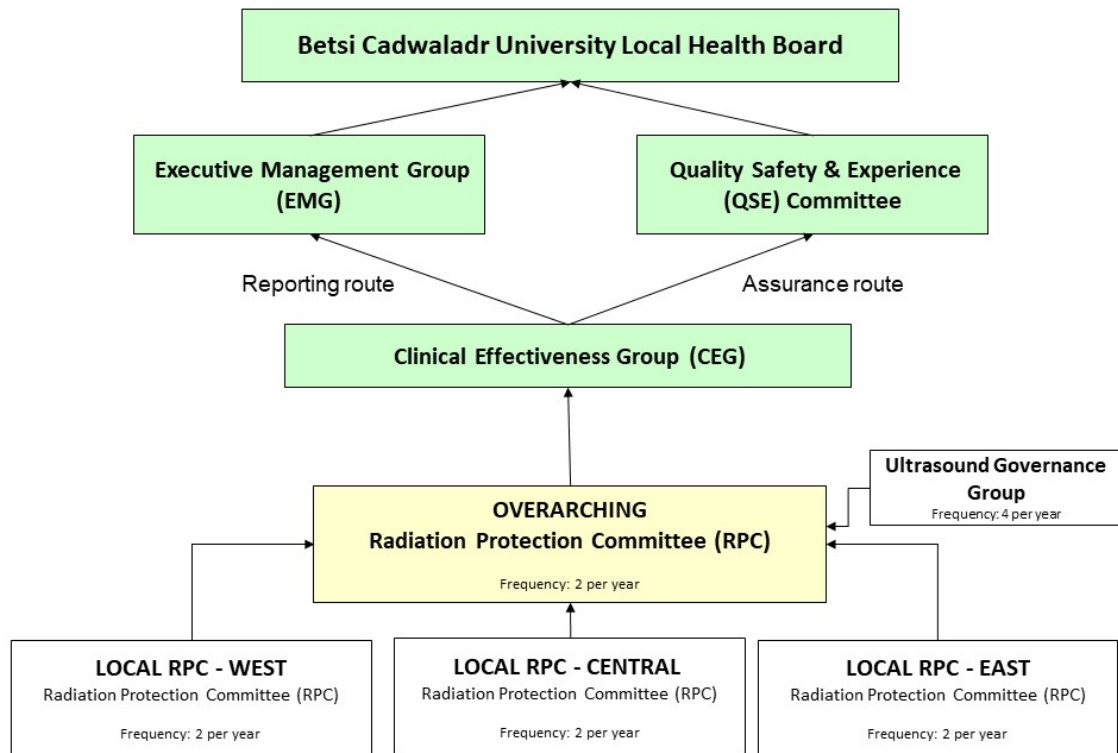 Betsi Cadwaladr University Local Health Board
Executive Management Group
(EMG)
Quality Safety & Experience
(QSE) Committee
Reporting route
Assurance route
Clinical Effectiveness Group (CEG)
Ultrasound Governance
Group
Frequency: 4 per year
OVERARCHING
Radiation Protection Committee (RPC)
Frequency: 2 per year
LOCAL RPC - WEST
Radiation Protection Committee (RPC)
Frequency: 2 per year
LOCAL RPC - CENTRAL
Radiation Protection Committee (RPC)
Frequency: 2 per year
LOCAL RPC - EAST
Radiation Protection Committee (RPC)
Frequency: 2 per year